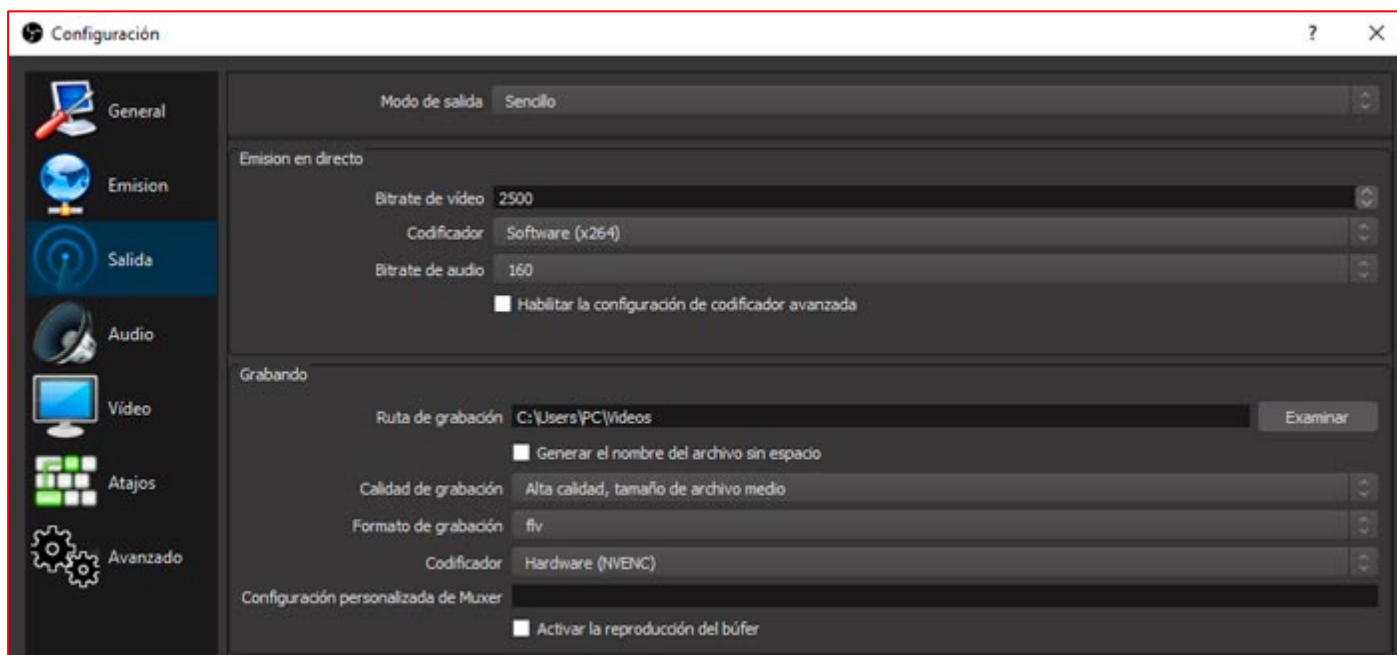 Configuración
?
General
Emision
Salida
Audio
Vídeo
Atajos
Avanzado
Modo de salida Sencillo
Emision en directo
Bitrate de vídeo 2500
Codificador Software (x264)
Bitrate de audio 160
Habilitar la configuración de codificador avanzada
Grabando
Ruta de grabación C:\Users\PC\Videos Examinar
Generar el nombre del archivo sin espacio
Calidad de grabación Alta calidad, tamaño de archivo medio
Formato de grabación flv
Codificador Hardware (NVENC)
Configuración personalizada de Muxer
Activar la reproducción del búfer